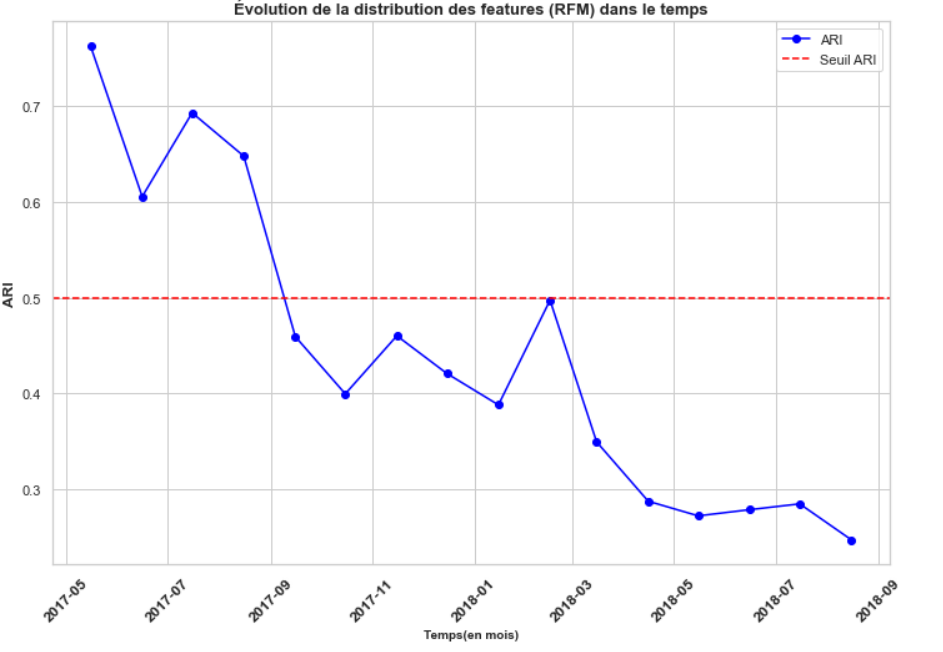 Évolution de la distribution des features (RFM) dans le temps
ARI
Seuil ARI
0.7
0.6
0.5
0.4
0.3
ARI
2017-05
2017-07
2017-09
2017-11
2018-01
2018-03
2018-05
2018-07
2018-09
Temps(en mois)